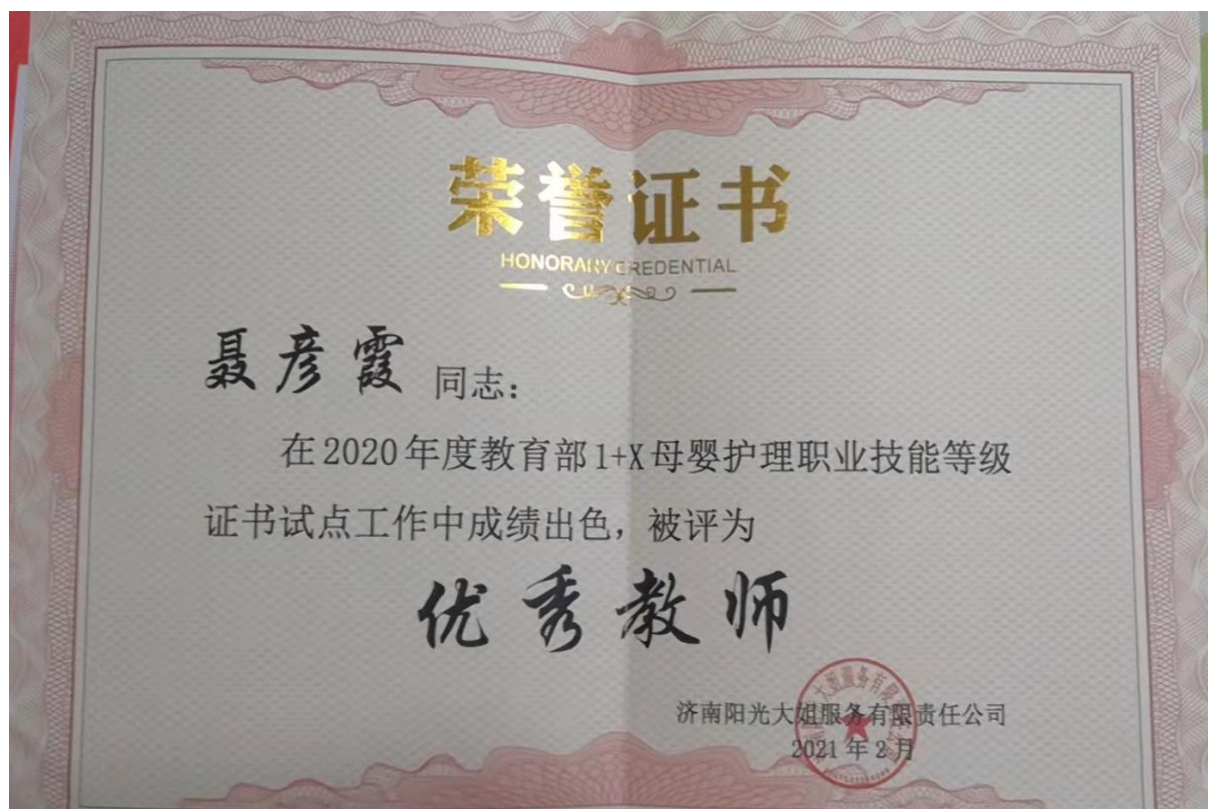 荣誉证书
HONORARY CREDENTIAL
聂彦霞 同志：
在2020年度教育部1+X母婴护理职业技能等级
证书试点工作中成绩出色，被评为
优秀教师
济南阳光大姐服务有限责任公司
2021年2月